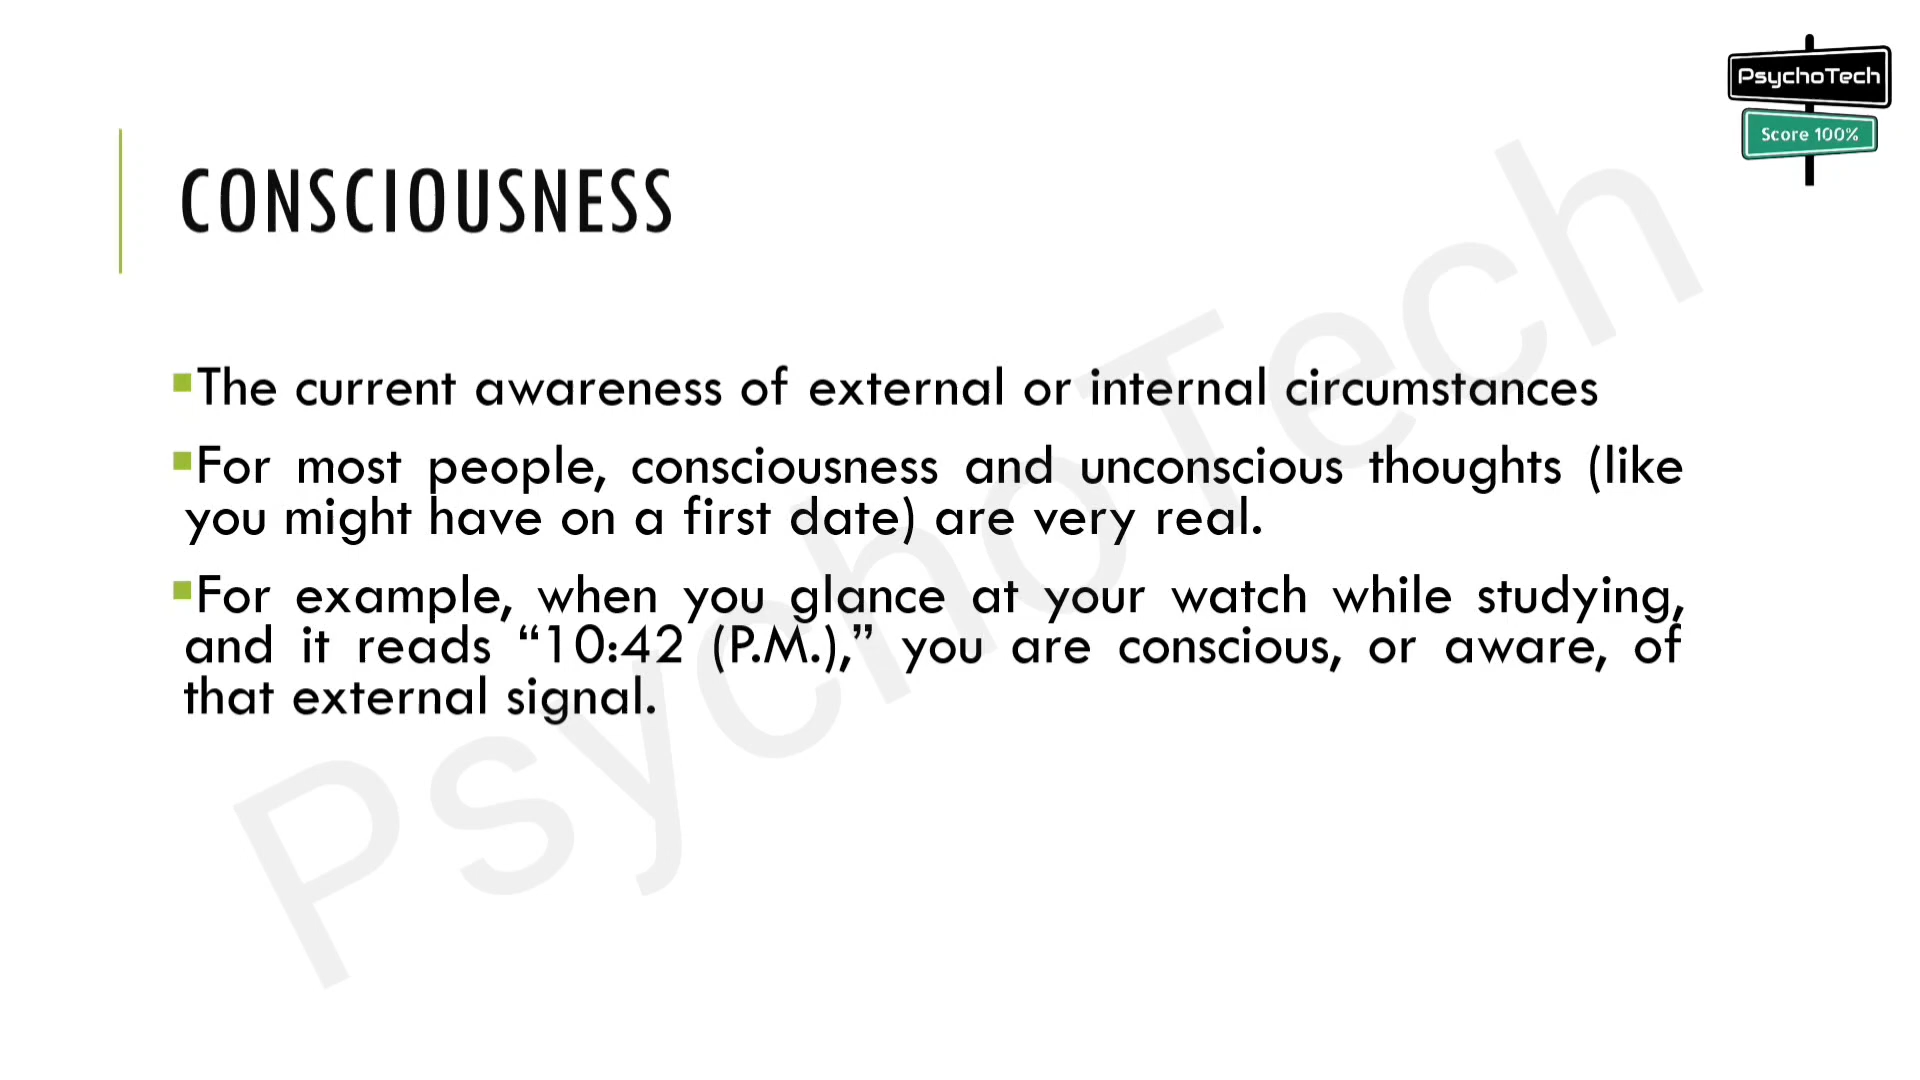 PsychoTech
Score 100%
CONSCIOUSNESS
▪The current awareness of external or internal circumstances
▪For most people, consciousness and unconscious thoughts (like
you might have on a first date) are very real.
▪For example, when you glance at your watch while studying,
and it reads “10:42 (P.M.),” you are conscious, or aware, of
that external signal.
PsychoTech